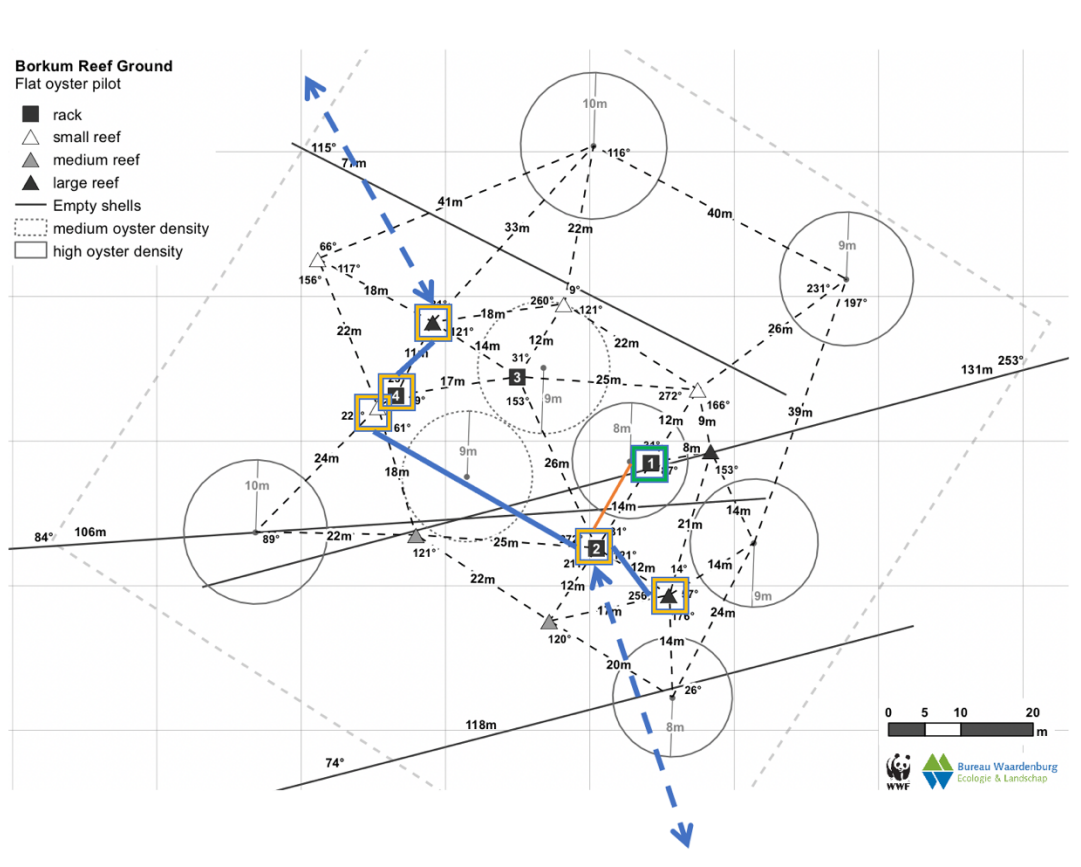 Borkum Reef Ground
Flat oyster pilot
rack
small reef
medium reef
large reef
Empty shells
medium oyster density
high oyster density
10m
116°
115°
77m
41m
33m
22m
40m
9m
231°
197°
66°
117°
156°
18m
9°
260°
121°
18m
121°
26m
22m
14m
12m
22m
31°
11m
3
17m
25m
153°
9m
272°
166°
253°
131m
4
39m
12m
9m
61°
8m
8m
1
153°
24m
18m
9m
26m
10m
14m
14m
21m
84°
106m
89°
22m
121°
25m
2
12m
14°
14m
22m
12m
9m
17m
176°
24m
120°
14m
20m
26°
118m
8m
74°
0 5 10 20
m
WWF
Bureau Waardenburg
Ecologie & Landschap